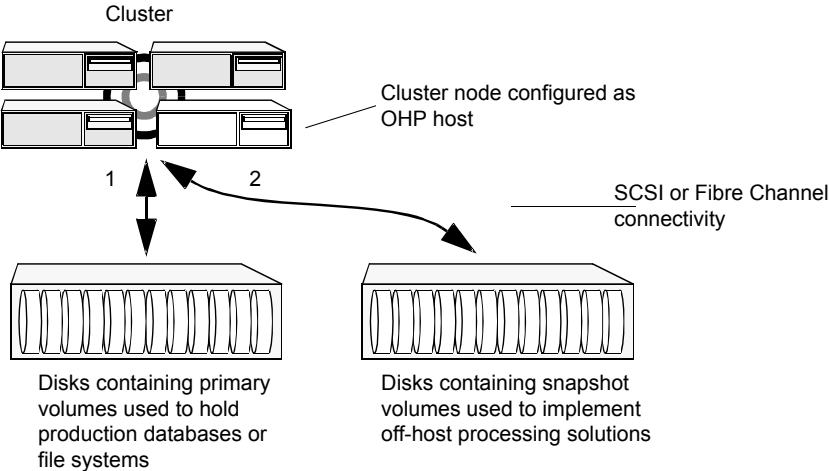 Cluster
Cluster node configured as
OHP host
1
2
SCSI or Fibre Channel
connectivity
Disks containing primary
volumes used to hold
production databases or
file systems
Disks containing snapshot
volumes used to implement
off-host processing solutions